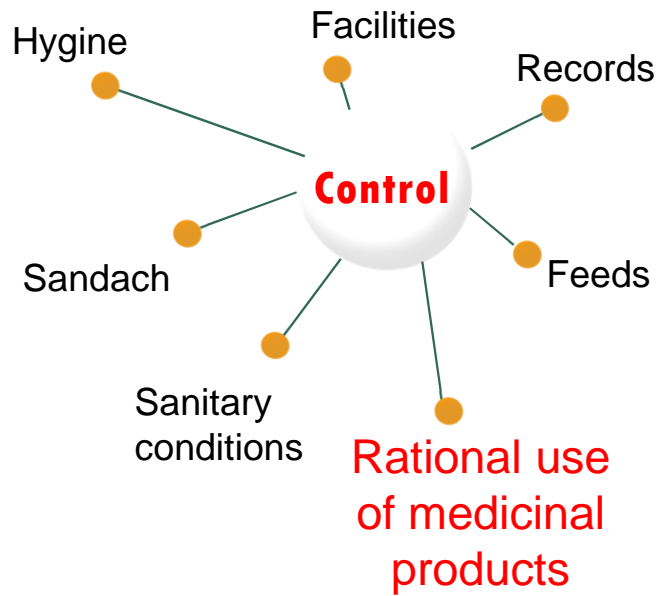 Facilities
Hygine
Records
Control
Sandach
Feeds
Sanitary
conditions
Rational use
of medicinal
products